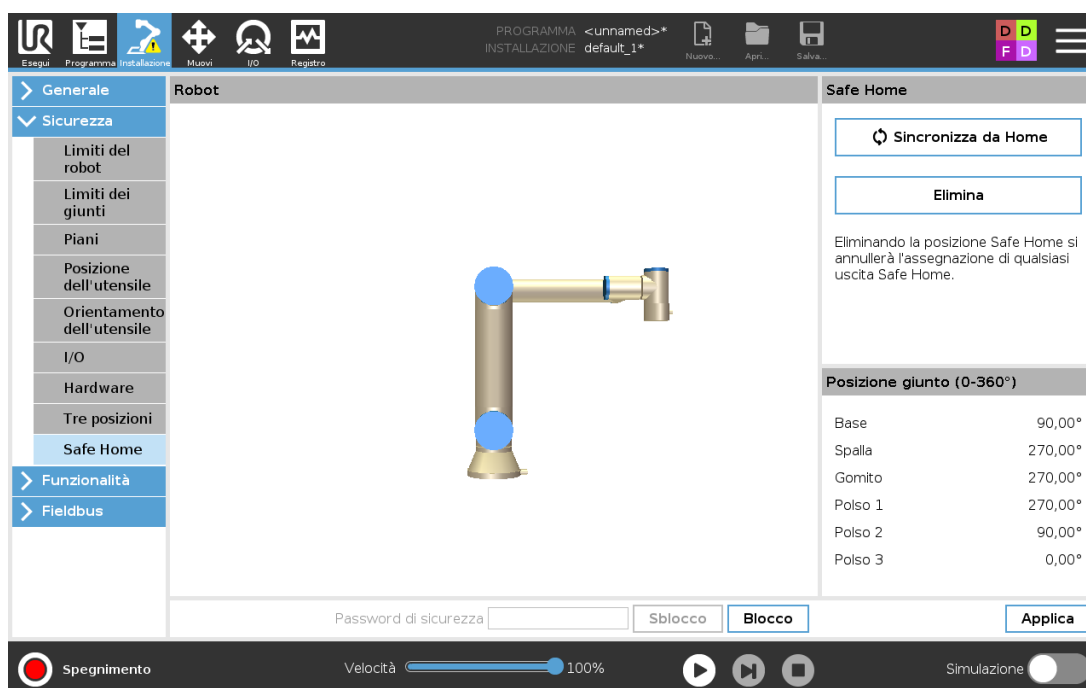 Esegui
Programma
Installazione
Muovi
I/O
Registro
PROGRAMMA <unnamed>*
INSTALLAZIONE default_1*
Nuovo...
Apri...
Salva...
D D
F D
Generale
Sicurezza
Limiti del
robot
Limiti dei
giunti
Piani
Posizione
dell'utensile
Orientamento
dell'utensile
I/O
Hardware
Tre posizioni
Safe Home
Funzionalità
Fieldbus
Robot
Safe Home
Sincronizza da Home
Elimina
Eliminando la posizione Safe Home si
annullerà l'assegnazione di qualsiasi
uscita Safe Home.
Posizione giunto (0-360°)
Base 90,00°
Spalla 270,00°
Gomito 270,00°
Polso 1 270,00°
Polso 2 90,00°
Polso 3 0,00°
Password di sicurezza
Sblocco
Blocco
Applica
Spegnimento
Velocità 100%
Simulazione